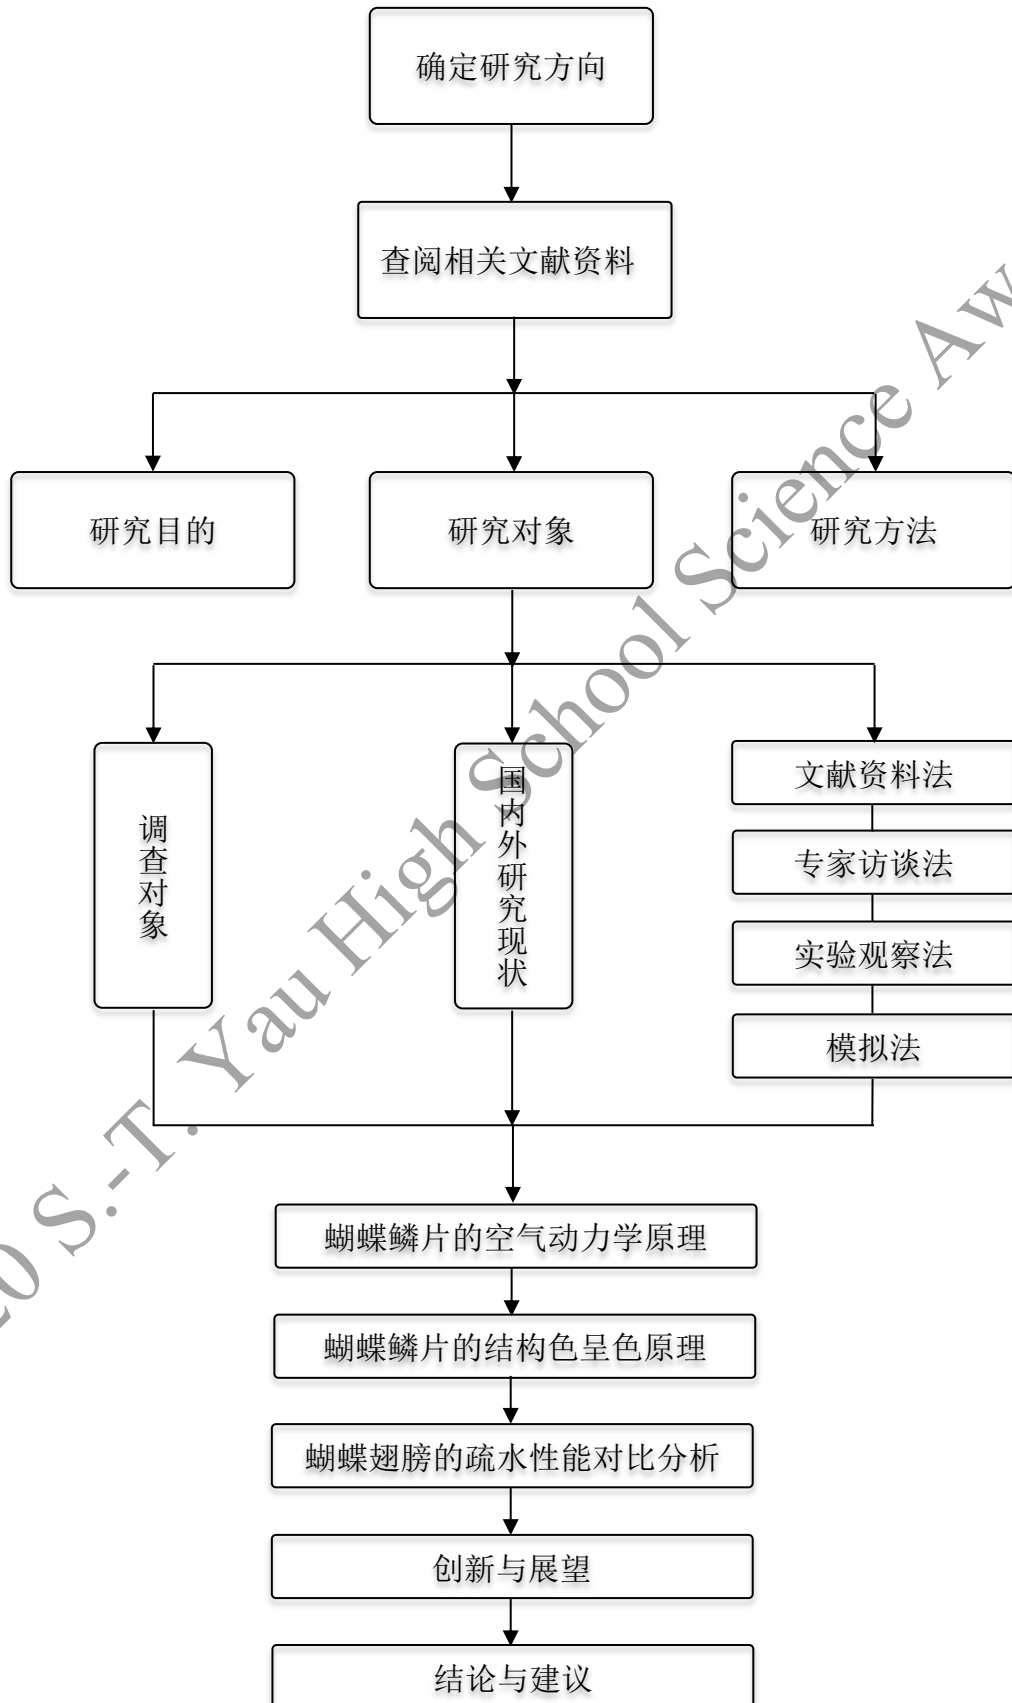 确定研究方向
查阅相关文献资料
研究目的
研究对象
研究方法
调查对象
国内外研究现状
文献资料法
专家访谈法
实验观察法
模拟法
蝴蝶鳞片的空气动力学原理
蝴蝶鳞片的结构色呈色原理
蝴蝶翅膀的疏水性能对比分析
创新与展望
结论与建议
S.-T. Yau High School Science